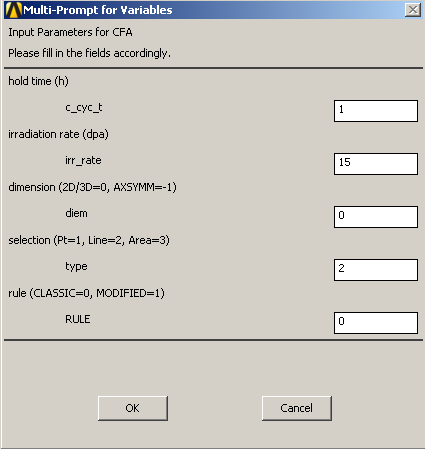 Multi-Prompt for Variables
Input Parameters for CFA
Please fill in the fields accordingly.
hold time (h)
c_cyc_t 1
irradiation rate (dpa)
irr_rate 15
dimension (2D/3D=0, AXSYMM=-1)
diem 0
selection (Pt=1, Line=2, Area=3)
type 2
rule (CLASSIC=0, MODIFIED=1)
RULE 0
OK Cancel